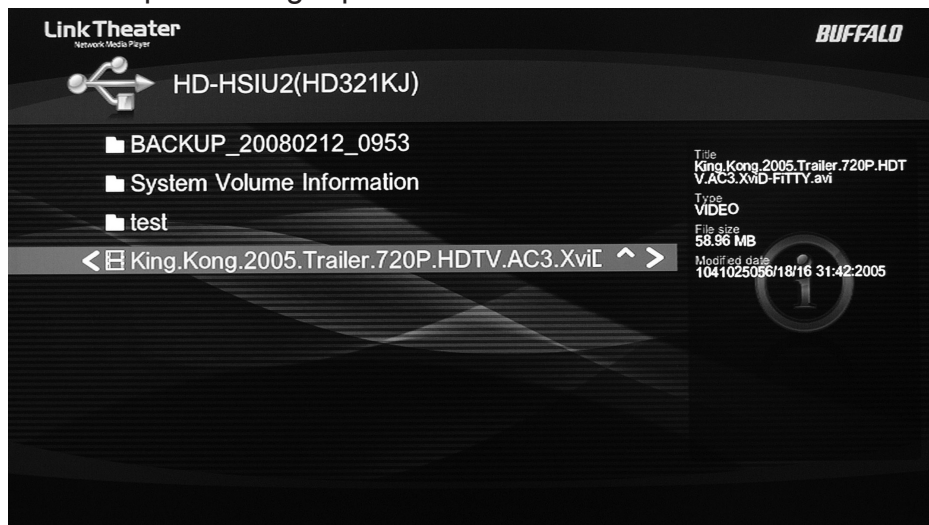 LinkTheater
Network Media Player
BUFFALO
HD-HSIU2(HD321KJ)
BACKUP_20080212_0953
System Volume Information
test
King.Kong.2005.Trailer.720P.HDTV.AC3.Xvi
Title
King.Kong.2005.Trailer.720P.HDT
V.AC3.XviD-FiTTY.avi
Type
VIDEO
File size
58.96 MB
Modified date
1041025056/18/16 31:42:2005